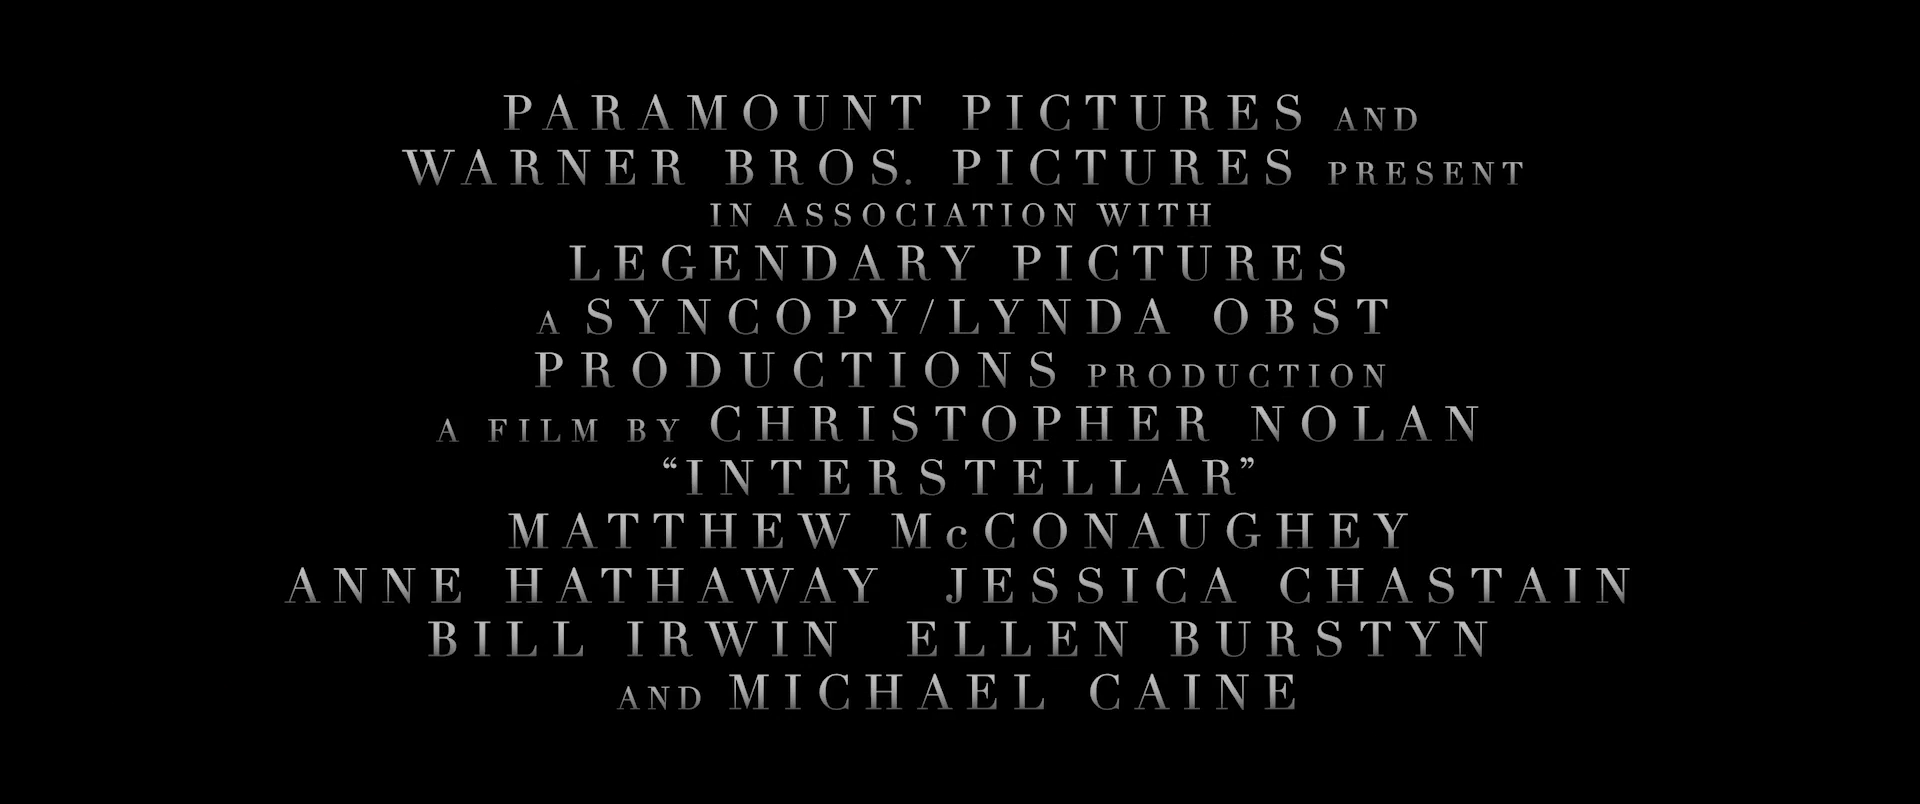 PARAMOUNT PICTURES AND
WARNER BROS. PICTURES PRESENT
IN ASSOCIATION WITH
LEGENDARY PICTURES
A SYNCOPY/LYNDA OBST
PRODUCTIONS PRODUCTION
A FILM BY CHRISTOPHER NOLAN
“INTERSTELLAR”
MATTHEW McCONAUGHEY
ANNE HATHAWAY JESSICA CHASTAIN
BILL IRWIN ELLEN BURSTYN
AND MICHAEL CAINE